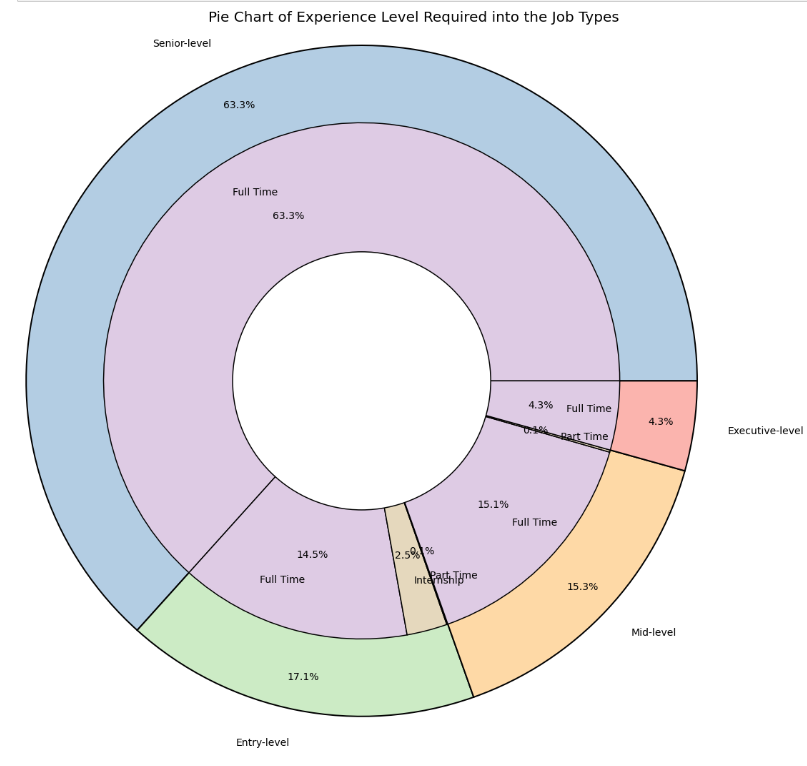 Pie Chart of Experience Level Required into the Job Types
Senior-level
63.3%
Full Time
63.3%
4.3%
Full Time
4.3%
Executive-level
0.1%
Part Time
15.1%
Full Time
15.3%
Mid-level
0.1%
Part Time
2.5%
Internship
14.5%
Full Time
17.1%
Entry-level